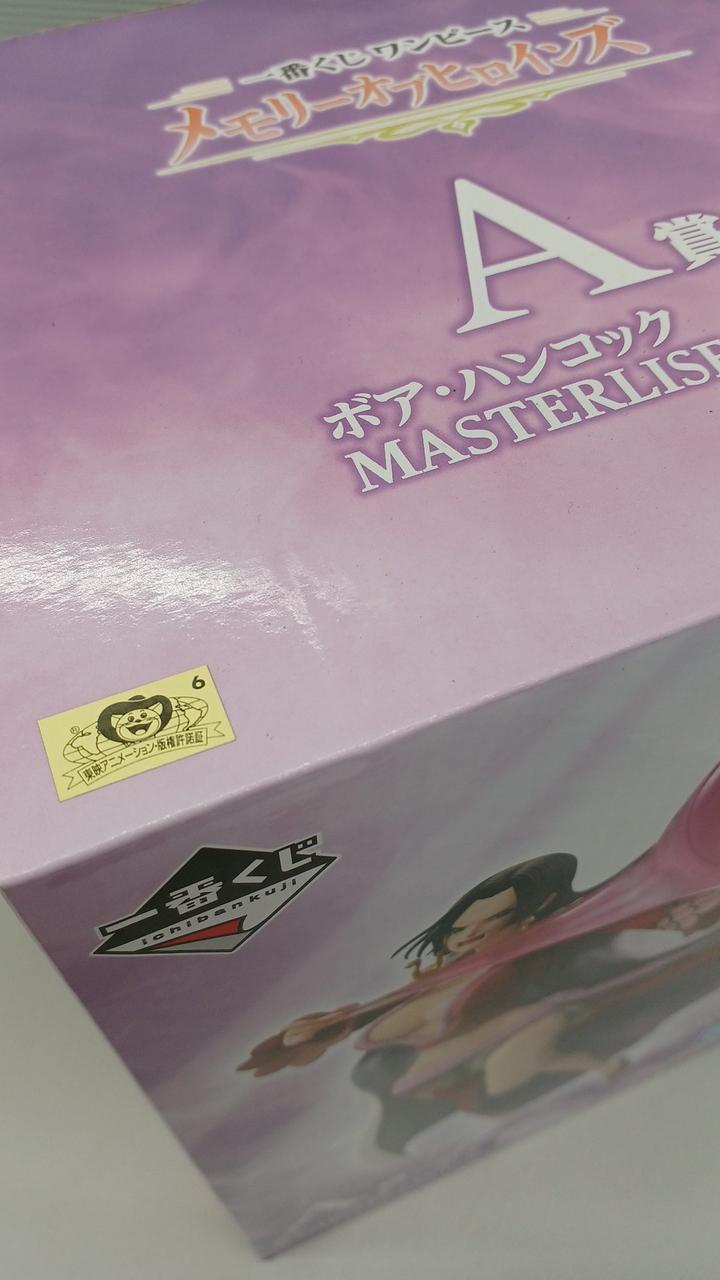 一番くじ ワンピース
メモリーオブヒロインズ
A賞
ボア・ハンコック
MASTERLISE
6
®
東映アニメーション・版権許諾証
一番くじ
ichibankuji